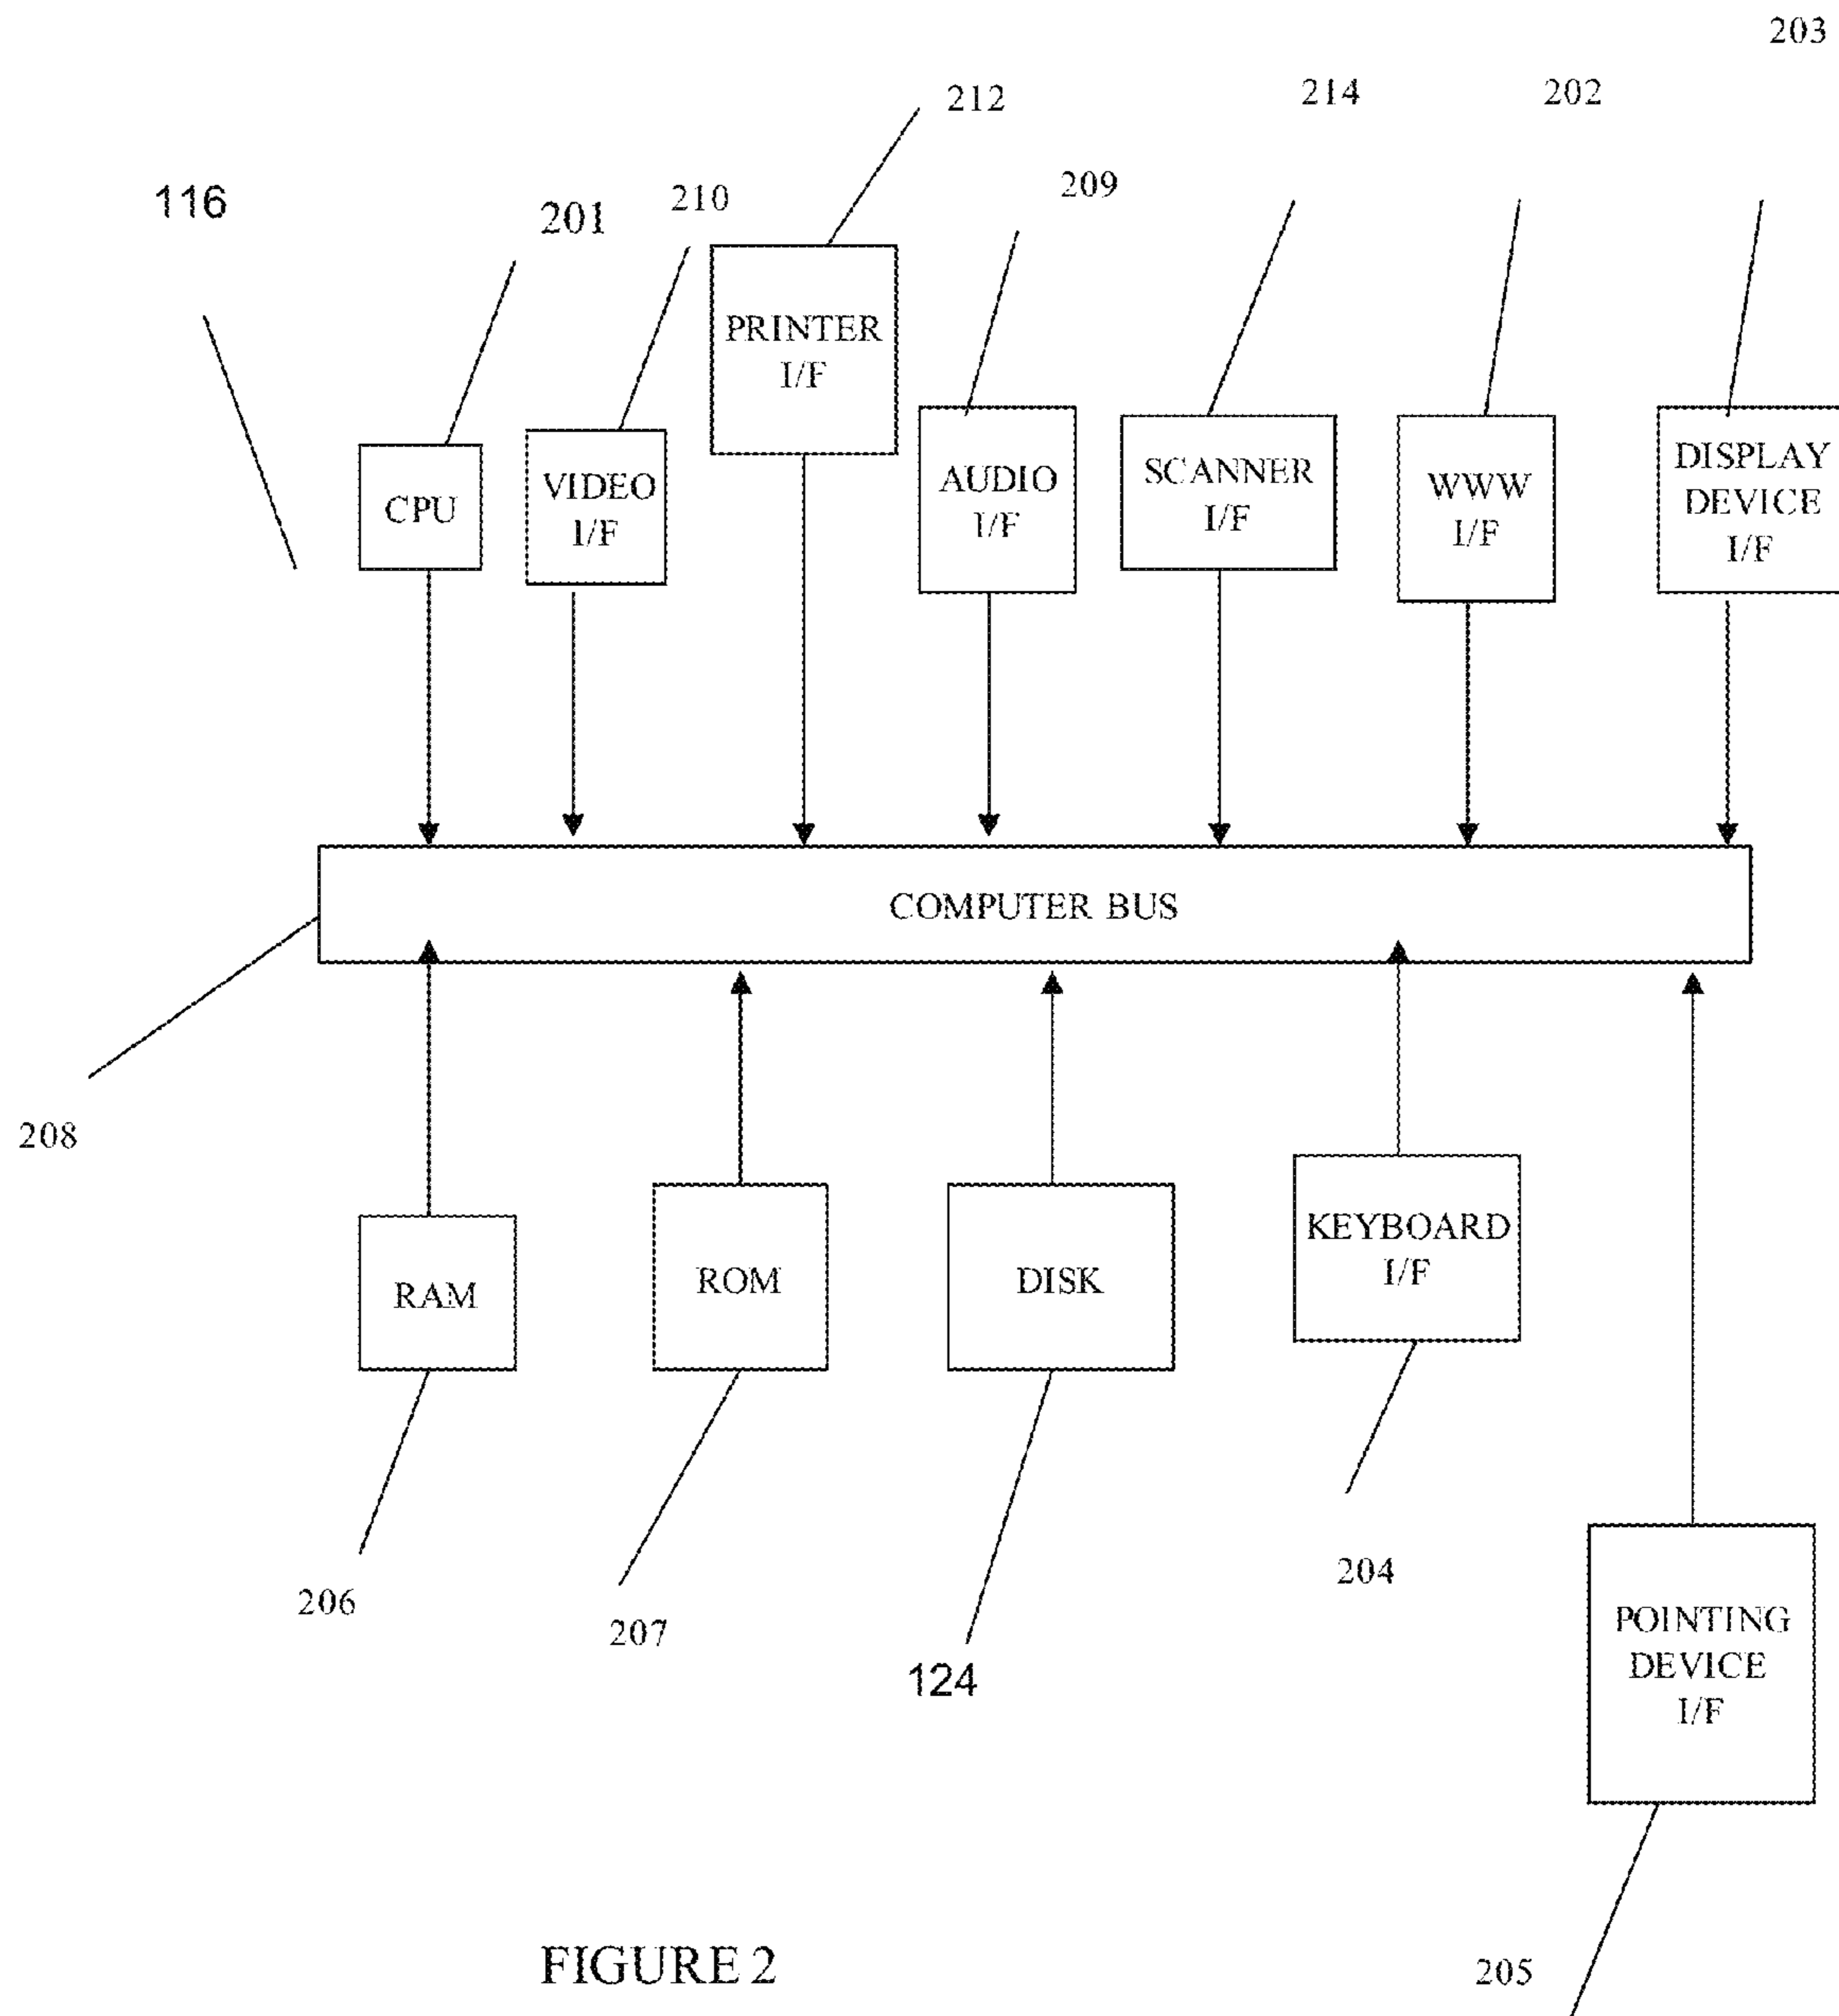 203
212
214
202
116
201
210
209
PRINTER
I/F
CPU
VIDEO
I/F
AUDIO
I/F
SCANNER
I/F
WWW
I/F
DISPLAY
DEVICE
I/F
COMPUTER BUS
208
RAM
ROM
DISK
KEYBOARD
I/F
206
207
124
204
POINTING
DEVICE
I/F
FIGURE 2
205